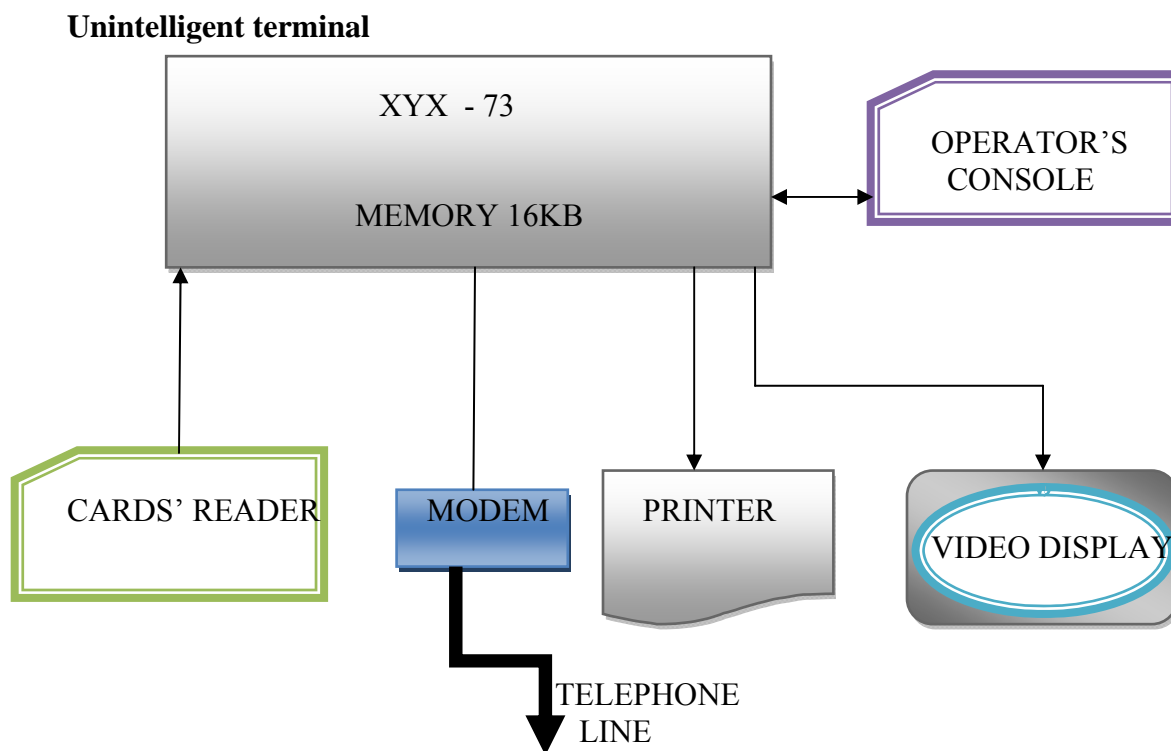 Unintelligent terminal
XYX - 73
MEMORY 16KB
OPERATOR’S
CONSOLE
CARDS’ READER
MODEM
PRINTER
VIDEO DISPLAY
TELEPHONE
LINE